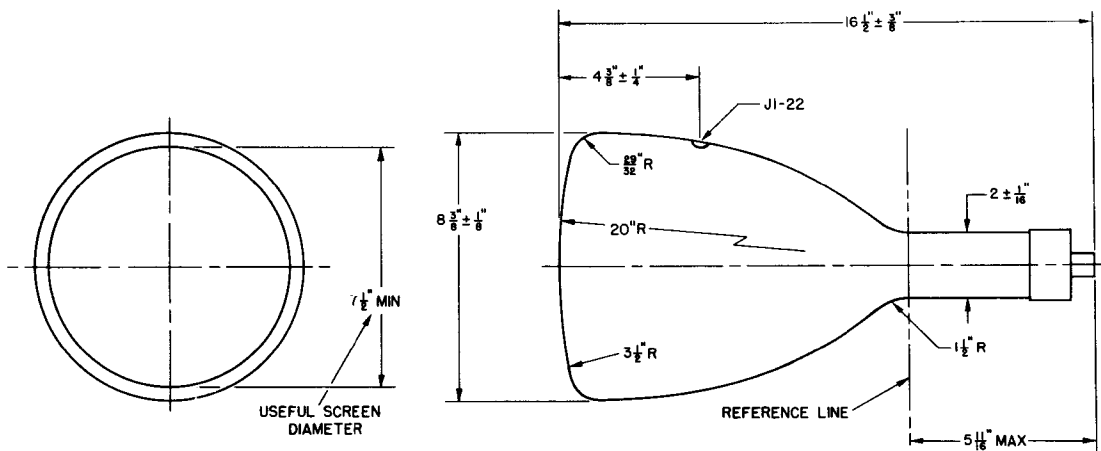 16 1/2 ± 3/8"
4 3/8" ± 1/4"
J1-22
29/32" R
8 3/8" ± 1/8"
20" R
2 ± 1/16"
7 1/2" MIN
3 1/2" R
1 1/2" R
USEFUL SCREEN
DIAMETER
REFERENCE LINE
5 11/16" MAX